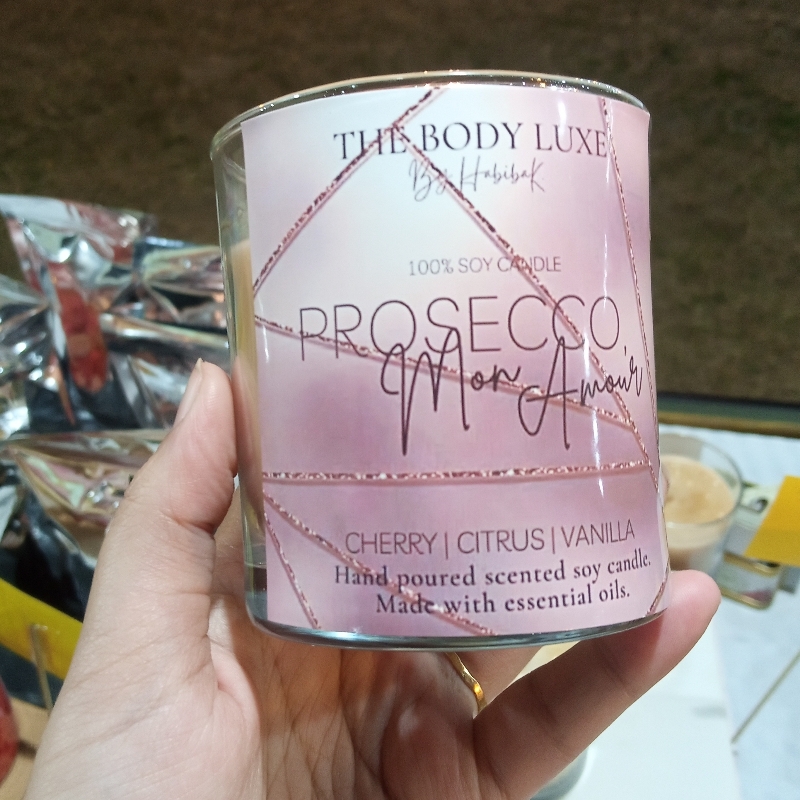 THE BODY LUXE
By HabibaK
100% SOY CANDLE
PROSECCO
Mon Amour
CHERRY | CITRUS | VANILLA
Hand poured scented soy candle.
Made with essential oils.